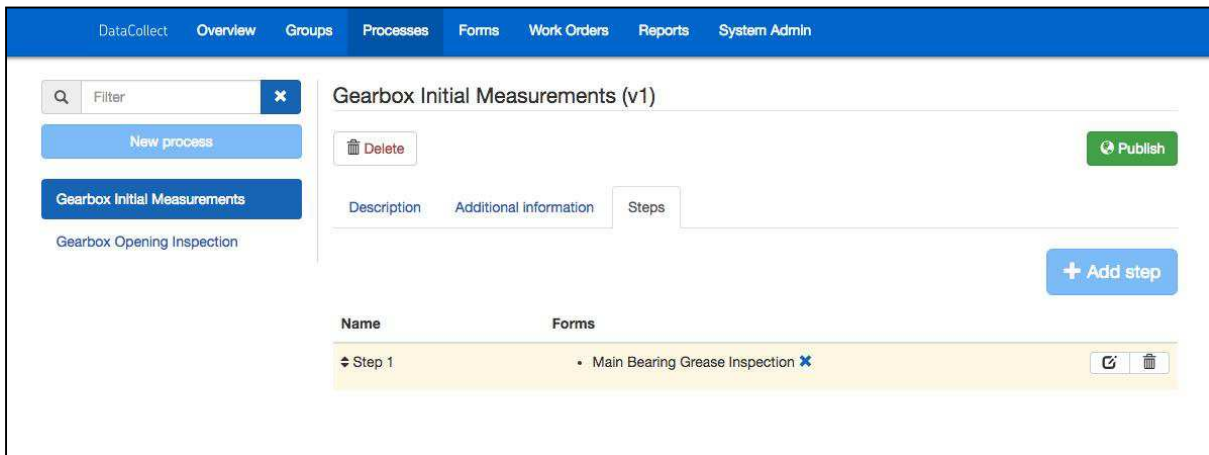 DataCollect Overview Groups Processes Forms Work Orders Reports System Admin
Filter
New process
Gearbox Initial Measurements
Gearbox Opening Inspection
Gearbox Initial Measurements (v1)
Delete
Publish
Description Additional information Steps
+ Add step
Name Forms
Step 1 • Main Bearing Grease Inspection